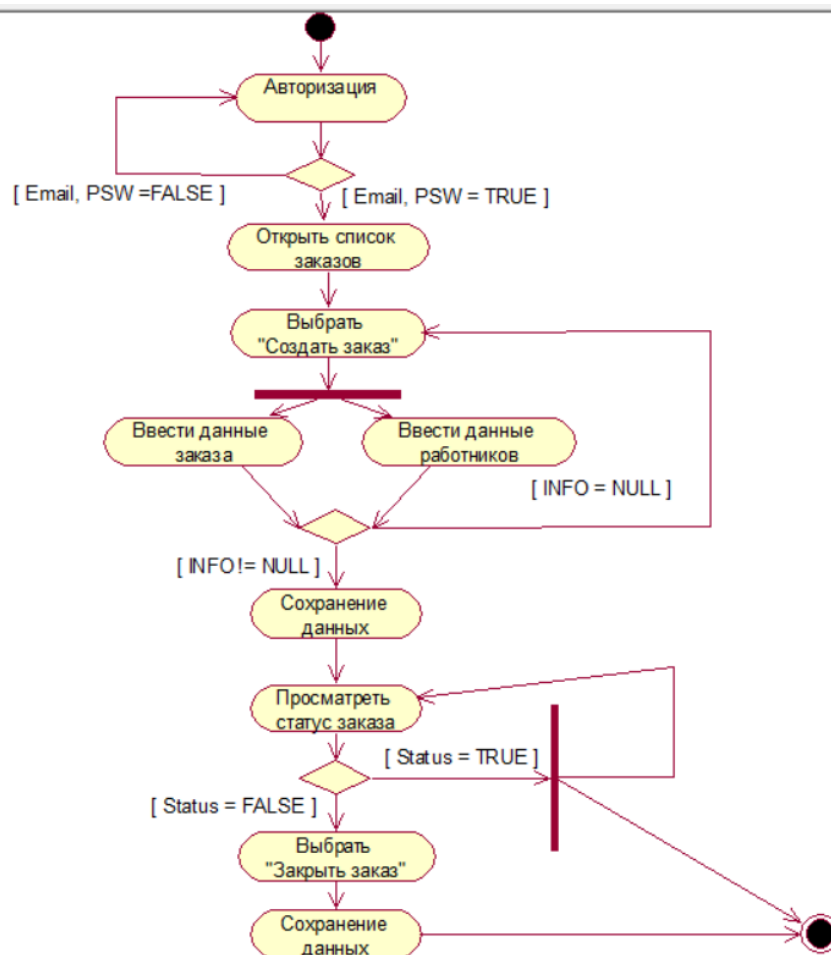 Авторизация
[ Email, PSW =FALSE ]
[ Email, PSW = TRUE ]
Открыть список
заказов
Выбрать
"Создать заказ"
Ввести данные
заказа
Ввести данные
работников
[ INFO = NULL ]
[ INFO != NULL ]
Сохранение
данных
Просматреть
статус заказа
[ Status = TRUE ]
[ Status = FALSE ]
Выбрать
"Закрыть заказ"
Сохранение
данных